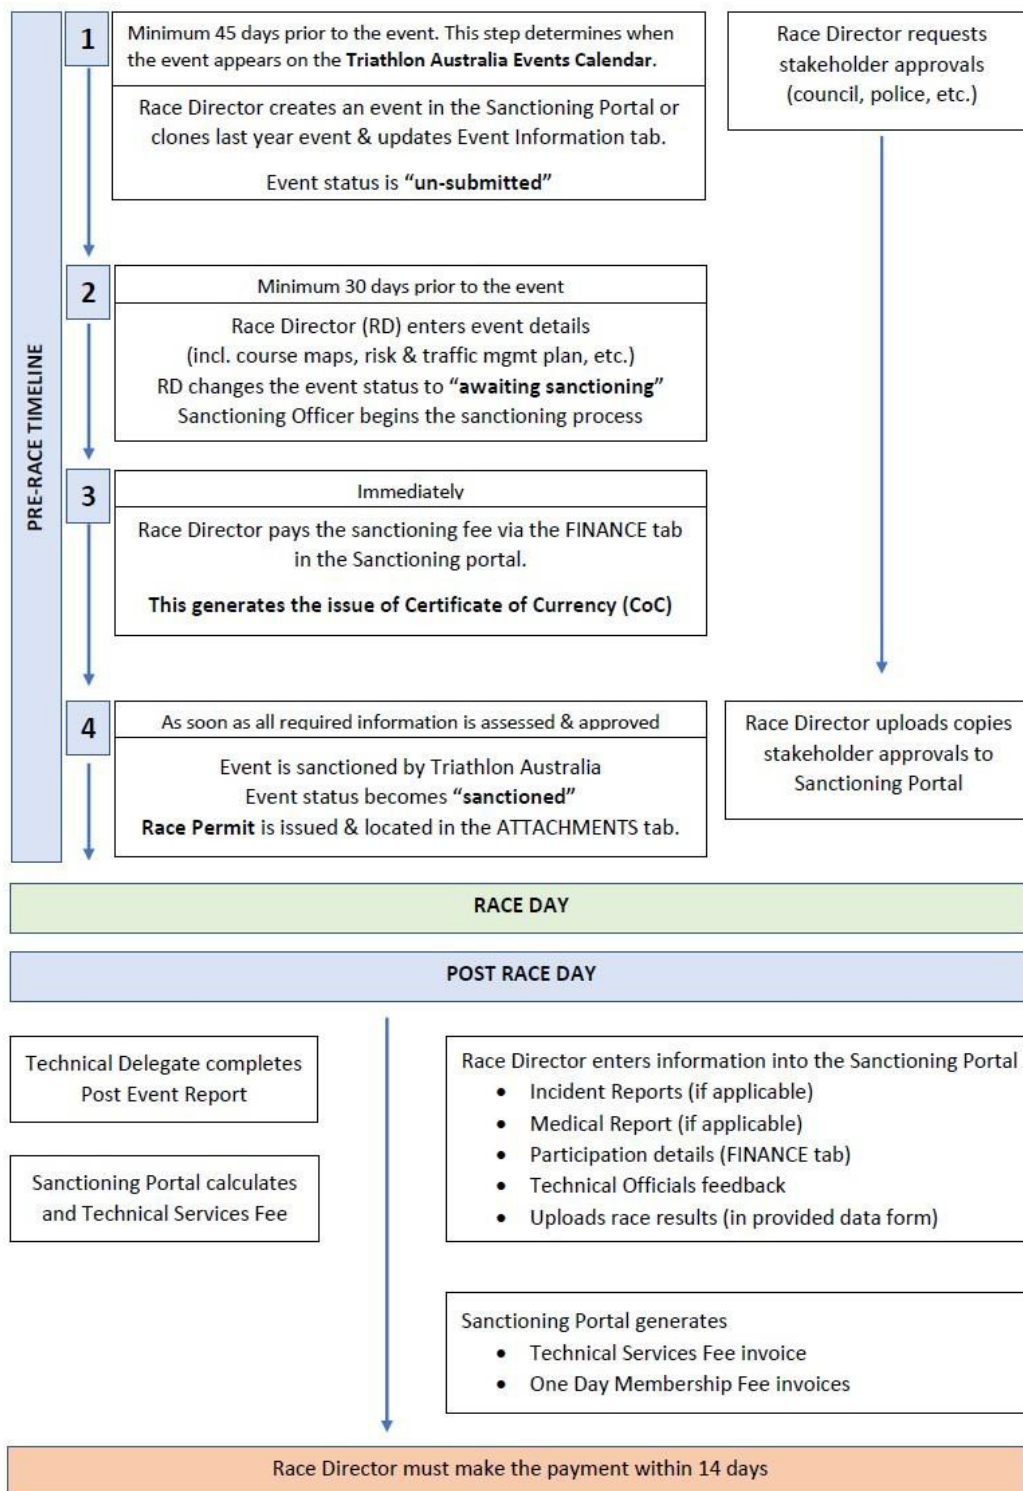 PRE-RACE TIMELINE
1
Minimum 45 days prior to the event. This step determines when
the event appears on the Triathlon Australia Events Calendar.
Race Director creates an event in the Sanctioning Portal or
clones last year event & updates Event Information tab.
Event status is “un-submitted”
Race Director requests
stakeholder approvals
(council, police, etc.)
2
Minimum 30 days prior to the event
Race Director (RD) enters event details
(incl. course maps, risk & traffic mgmt plan, etc.)
RD changes the event status to “awaiting sanctioning”
Sanctioning Officer begins the sanctioning process
3
Immediately
Race Director pays the sanctioning fee via the FINANCE tab
in the Sanctioning portal.
This generates the issue of Certificate of Currency (CoC)
4
As soon as all required information is assessed & approved
Event is sanctioned by Triathlon Australia
Event status becomes “sanctioned”
Race Permit is issued & located in the ATTACHMENTS tab.
Race Director uploads copies
stakeholder approvals to
Sanctioning Portal
RACE DAY
POST RACE DAY
Technical Delegate completes
Post Event Report
Sanctioning Portal calculates
and Technical Services Fee
Race Director enters information into the Sanctioning Portal
• Incident Reports (if applicable)
• Medical Report (if applicable)
• Participation details (FINANCE tab)
• Technical Officials feedback
• Uploads race results (in provided data form)
Sanctioning Portal generates
• Technical Services Fee invoice
• One Day Membership Fee invoices
Race Director must make the payment within 14 days